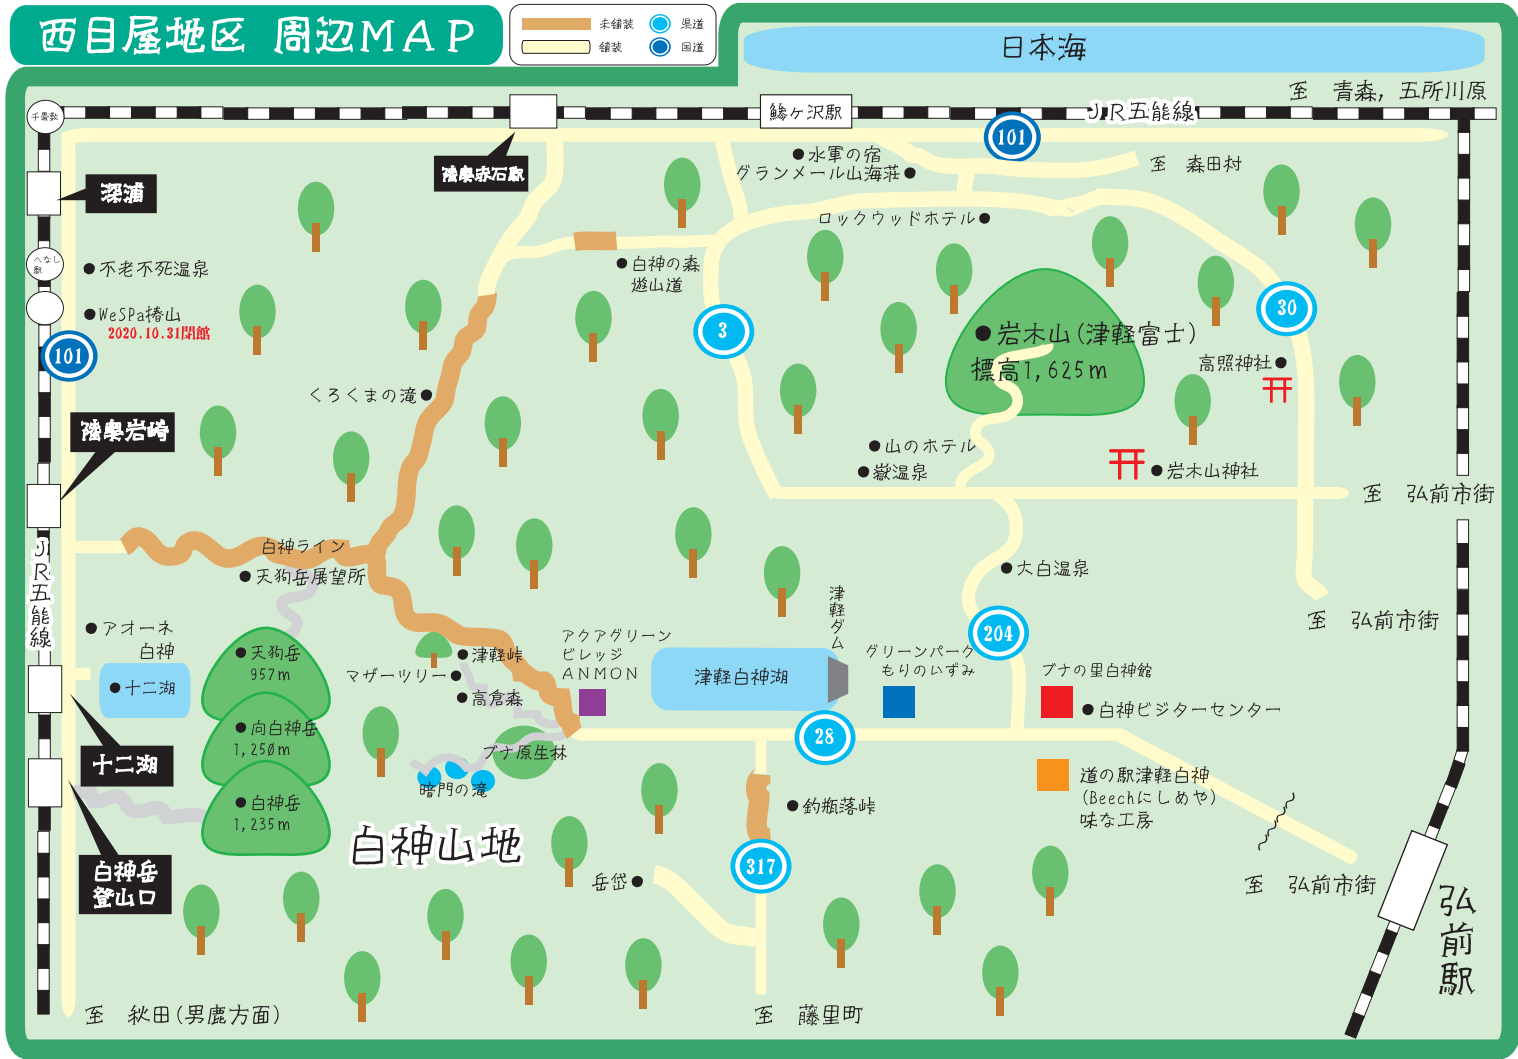 西目屋地区 周辺MAP
未舗装
県道
舗装
国道
日本海
至 青森, 五所川原
千畳敷
鯵ヶ沢駅
JR五能線
101
水軍の宿
グランメール山海荘
至 森田村
陸奥赤石駅
深浦
ロックウッドホテル
へなし
駅
不老不死温泉
白神の森
遊山道
WeSPa椿山
2020.10.31閉館
101
3
30
岩木山(津軽富士)
標高1,625m
高照神社
くろくまの滝
陸奥岩崎
山のホテル
嶽温泉
岩木山神社
至 弘前市街
JR五能線
白神ライン
天狗岳展望所
大白温泉
津軽ダム
至 弘前市街
アオーネ
白神
204
アクアグリーン
ビレッジ
ANMON
グリーンパーク
もりのいずみ
天狗岳
957m
津軽峠
マザーツリー
高倉森
津軽白神湖
ブナの里白神館
白神ビジターセンター
十二湖
向白神岳
1,250m
28
ブナ原生林
十二湖
暗門の滝
道の駅津軽白神
(Beechにしめや)
味な工房
白神岳
1,235m
釣瓶落峠
白神山地
317
白神岳
登山口
岳岱
至 弘前市街
弘前駅
至 秋田(男鹿方面)
至 藤里町